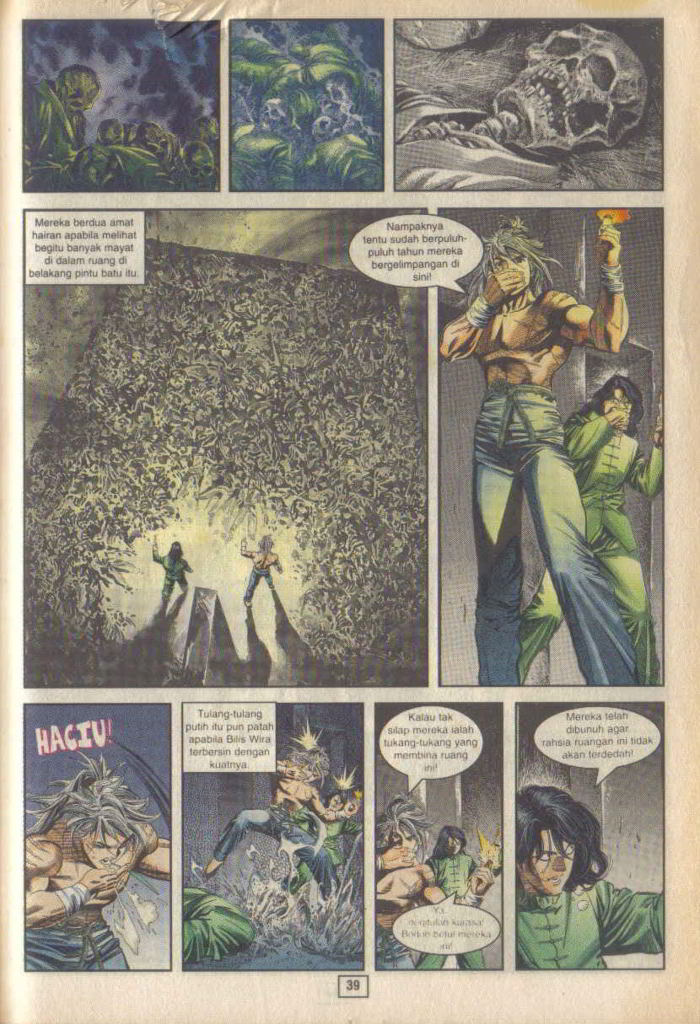 Mereka berdua amat
hairan apabila melihat
begitu banyak mayat
di dalam ruang di
belakang pintu batu itu.
Nampaknya
tentu sudah berpuluh-
puluh tahun mereka
bergelimpangan di
sini!
HACIU!
Tulang-tulang
putih itu pun patah
apabila Bilis Wira
terbersin dengan
kuatnya.
Kalau tak
silap mereka ialah
tukang-tukang yang
membina ruang
ini!
Ya...
kurasa!
Bodoh betul mereka
ini!
Mereka telah
dibunuh agar
rahsia ruangan ini tidak
akan terdedah!
39